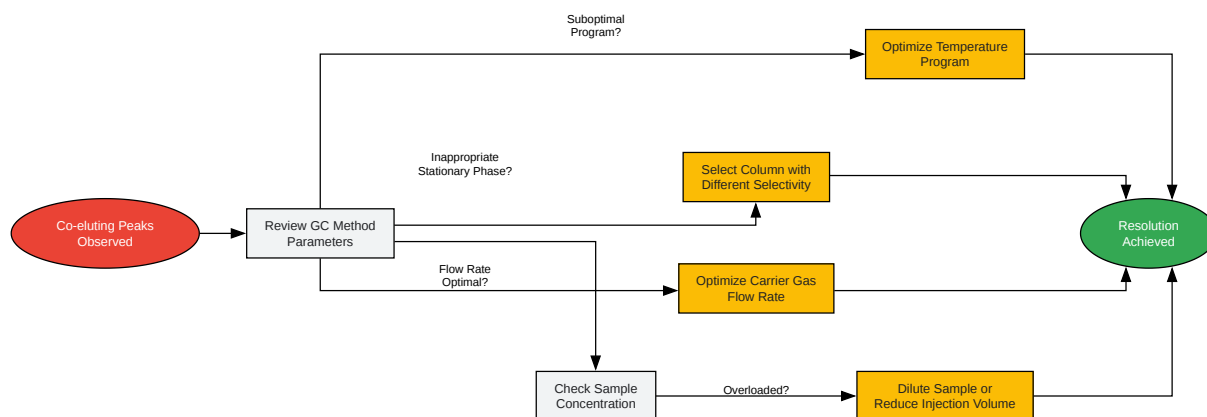 Suboptimal
Program?
Optimize Temperature
Program
Inappropriate
Stationary Phase?
Select Column with
Different Selectivity
Co-eluting Peaks
Observed
Review GC Method
Parameters
Resolution
Achieved
Flow Rate
Optimal?
Optimize Carrier Gas
Flow Rate
Check Sample
Concentration
Overloaded?
Dilute Sample or
Reduce Injection Volume